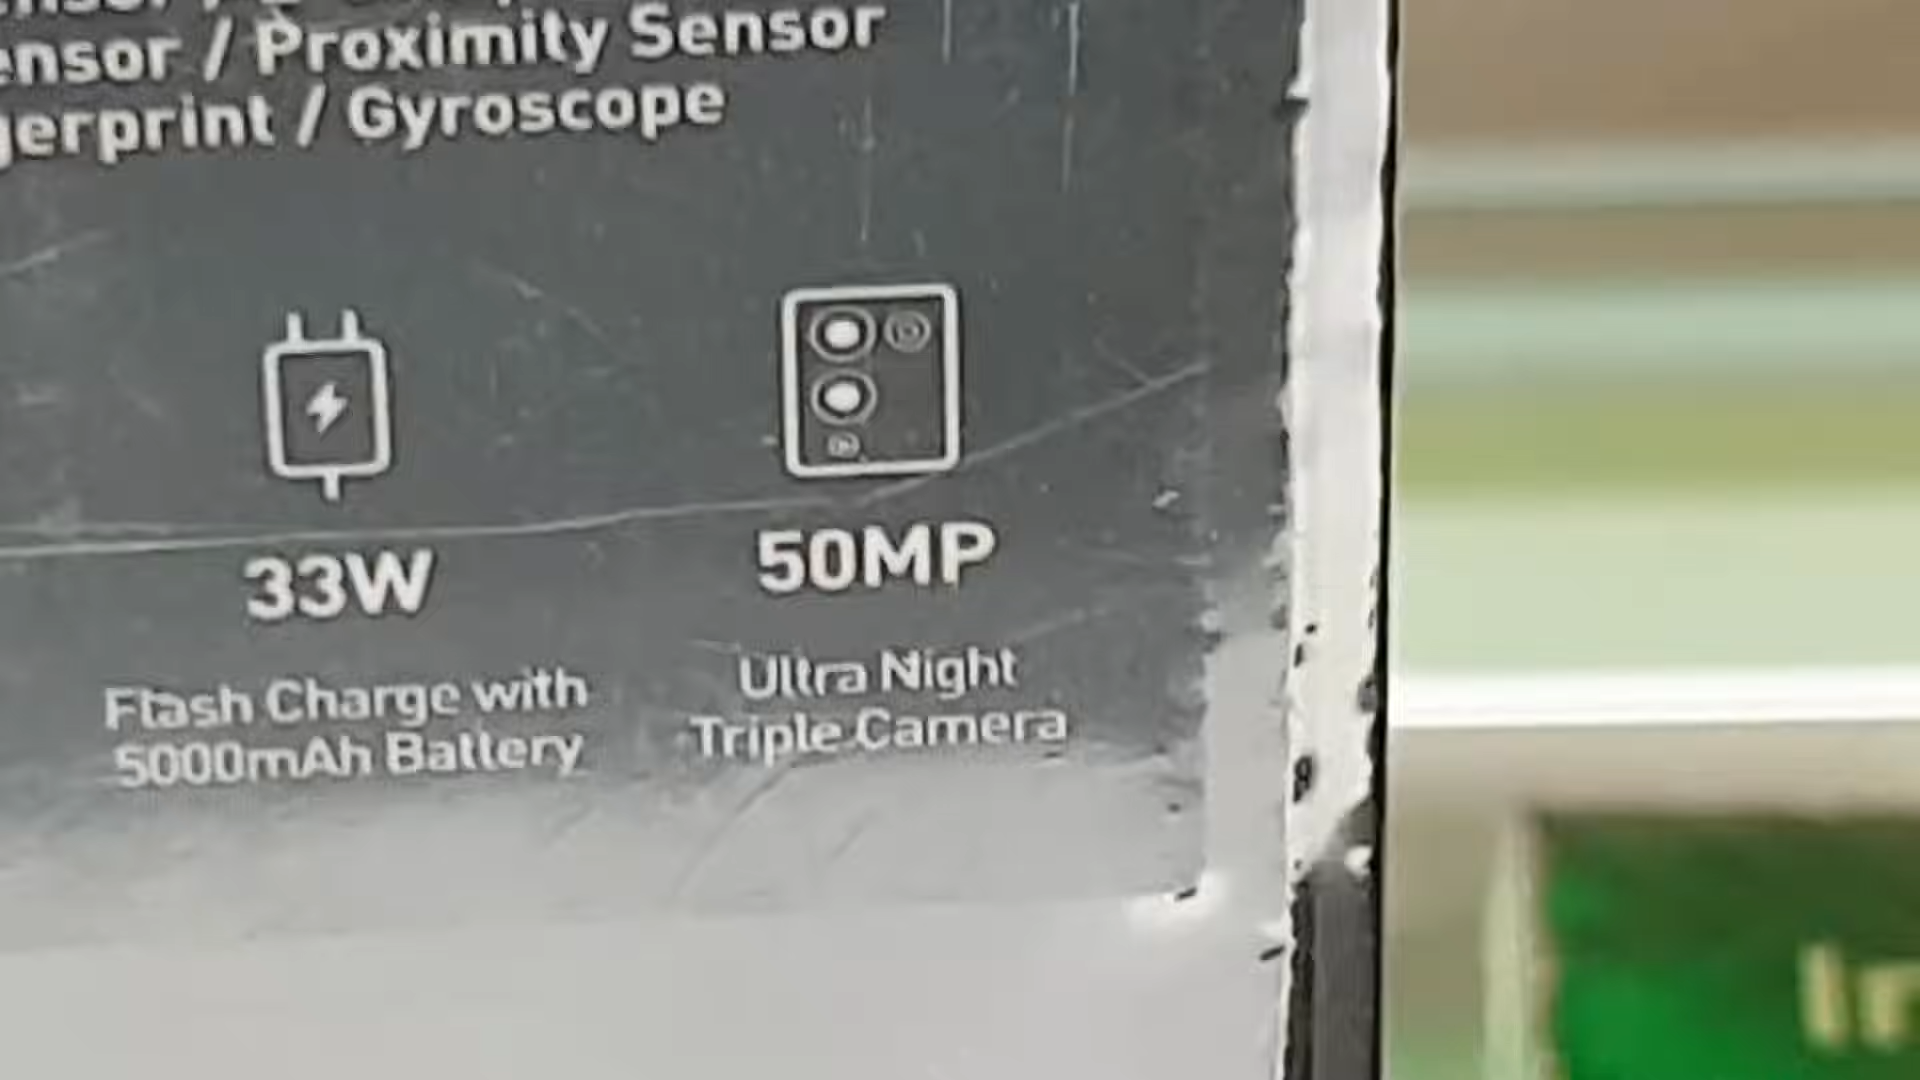 ensor / Proximity Sensor
gerprint / Gyroscope
33W
Flash Charge with
5000mAh Battery
50MP
Ultra Night
Triple Camera